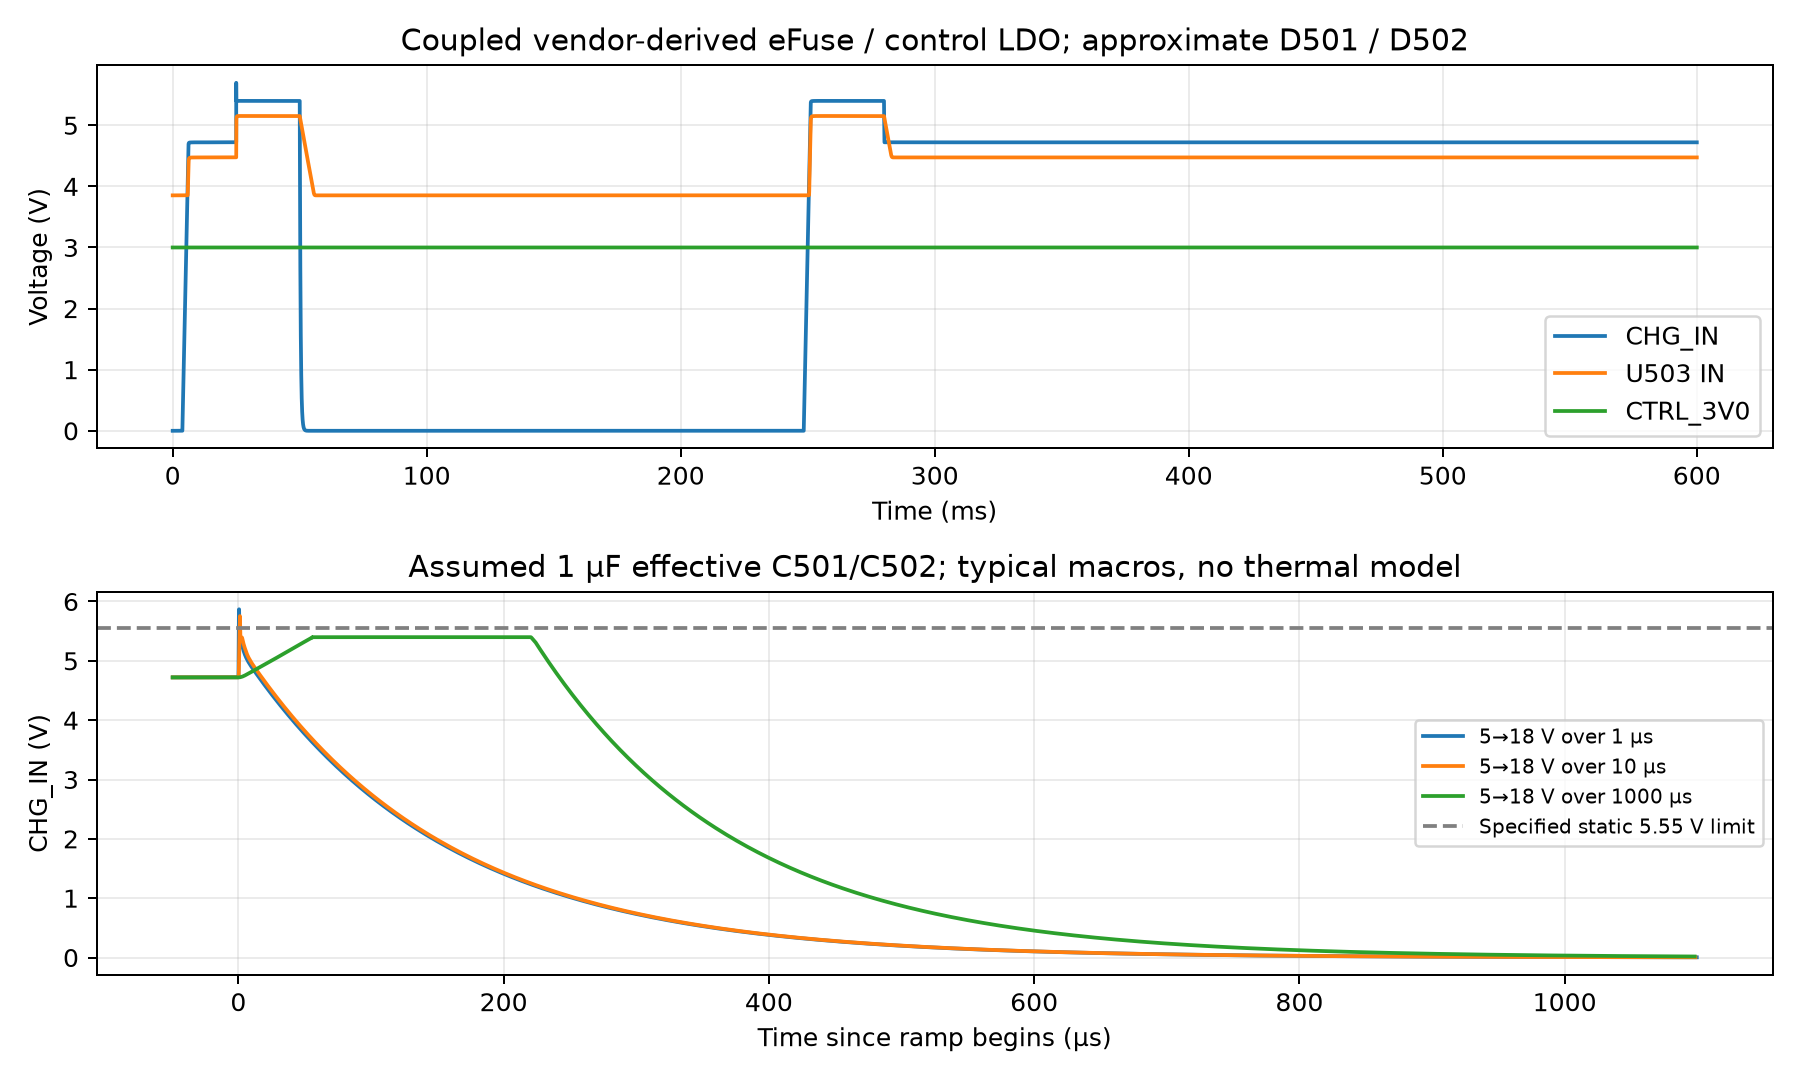 Coupled vendor-derived eFuse / control LDO; approximate D501 / D502
Voltage (V)
5
4
3
2
1
0
CHG_IN
U503 IN
CTRL_3V0
0 100 200 300 400 500 600
Time (ms)
Assumed 1 µF effective C501/C502; typical macros, no thermal model
CHG_IN (V)
6
5
4
3
2
1
0
5→18 V over 1 µs
5→18 V over 10 µs
5→18 V over 1000 µs
Specified static 5.55 V limit
0 200 400 600 800 1000
Time since ramp begins (µs)